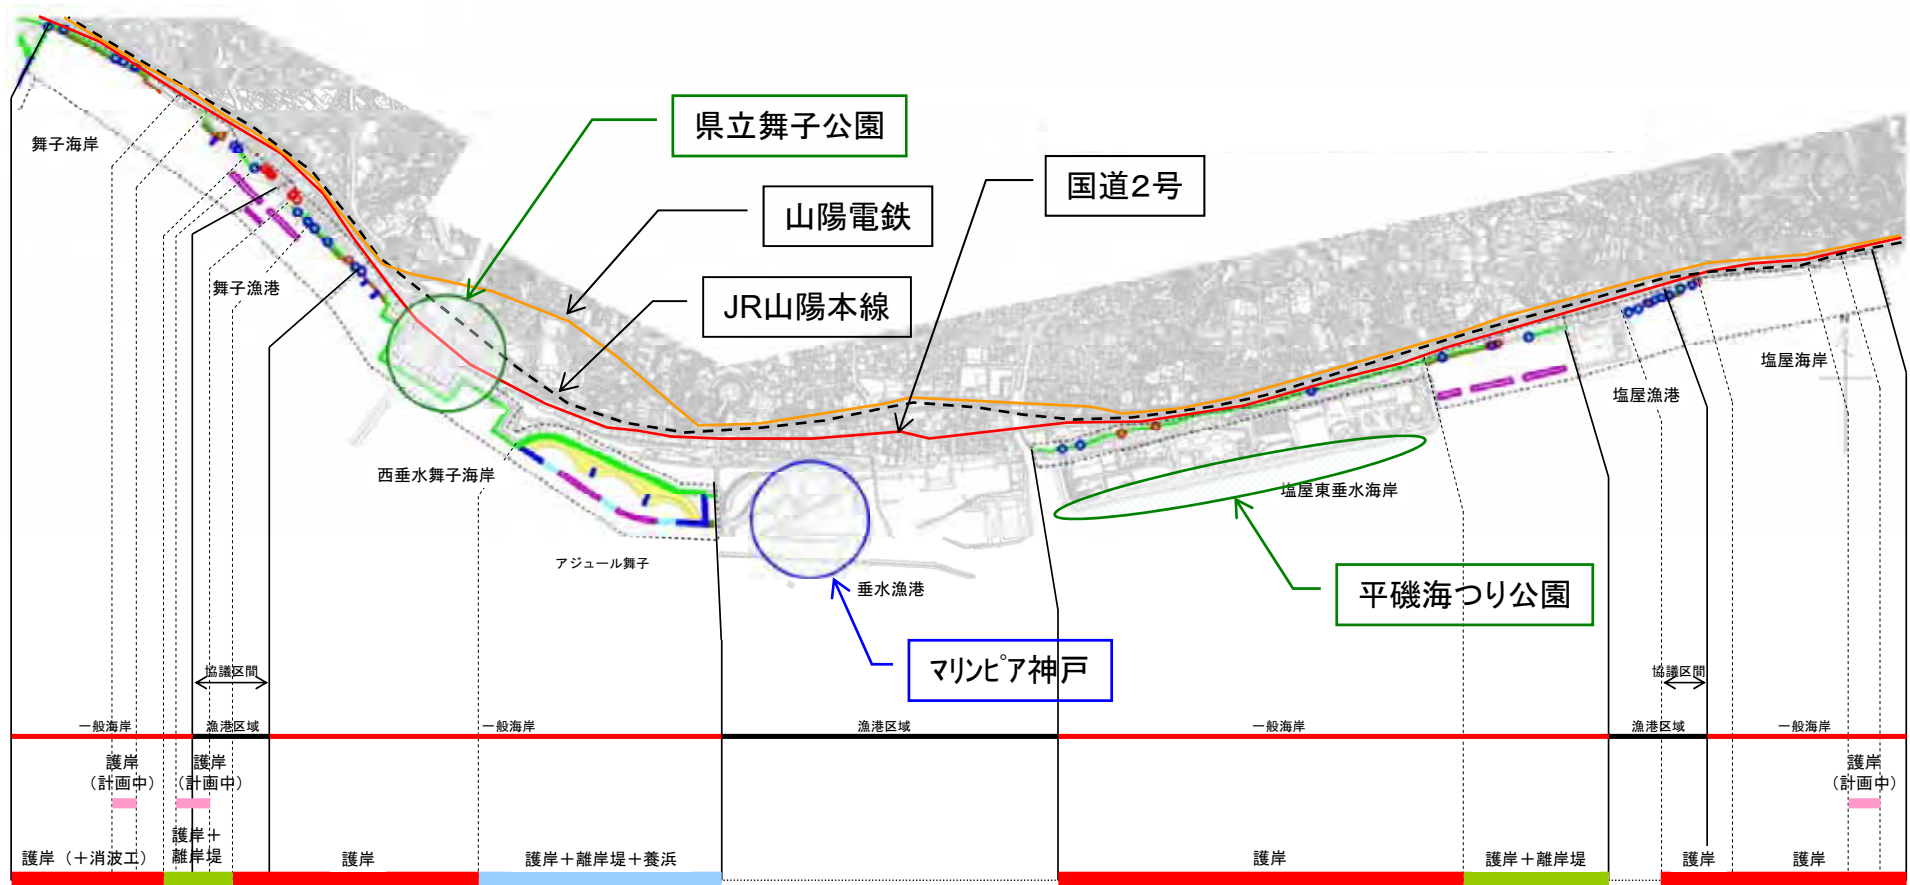 県立舞子公園
国道2号
舞子海岸
山陽電鉄
舞子漁港
JR山陽本線
N
塩屋海岸
塩屋漁港
西垂水舞子海岸
塩屋東垂水海岸
アジュール舞子
垂水漁港
平磯海つり公園
マリンピア神戸
協議区間
協議区間
一般海岸
漁港区域
一般海岸
漁港区域
一般海岸
漁港区域
一般海岸
護岸
(計画中)
護岸
(計画中)
護岸
(計画中)
護岸(+消波工)
護岸+
離岸堤
護岸
護岸+離岸堤+養浜
護岸
護岸+離岸堤
護岸
護岸